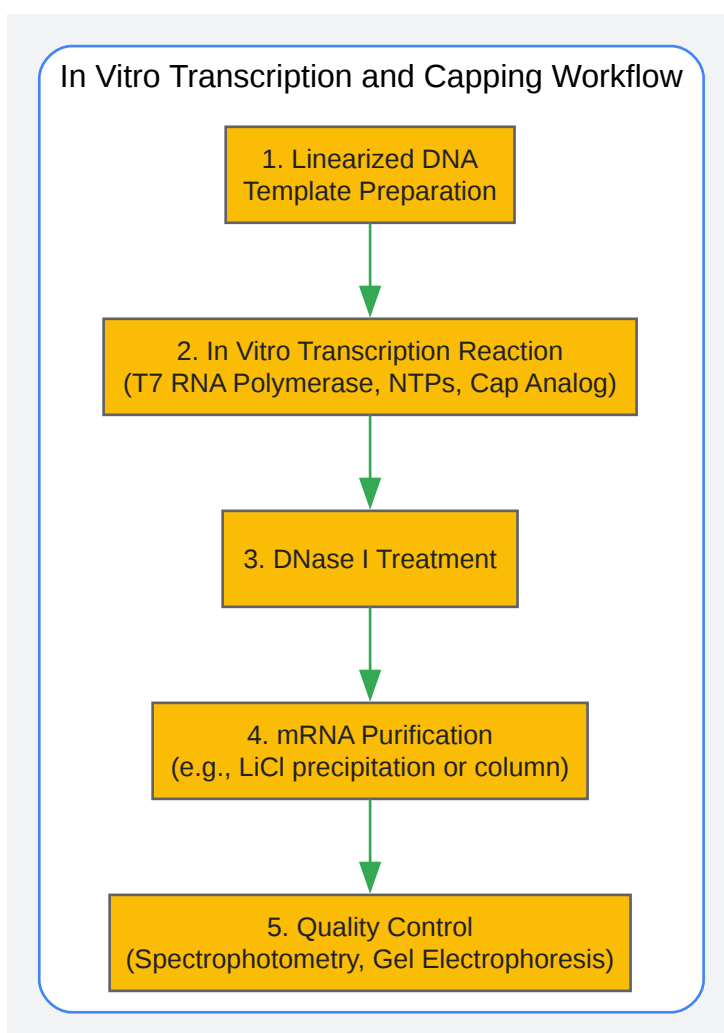 In Vitro Transcription and Capping Workflow
1. Linearized DNA
Template Preparation
2. In Vitro Transcription Reaction
(T7 RNA Polymerase, NTPs, Cap Analog)
3. DNase I Treatment
4. mRNA Purification
(e.g., LiCl precipitation or column)
5. Quality Control
(Spectrophotometry, Gel Electrophoresis)